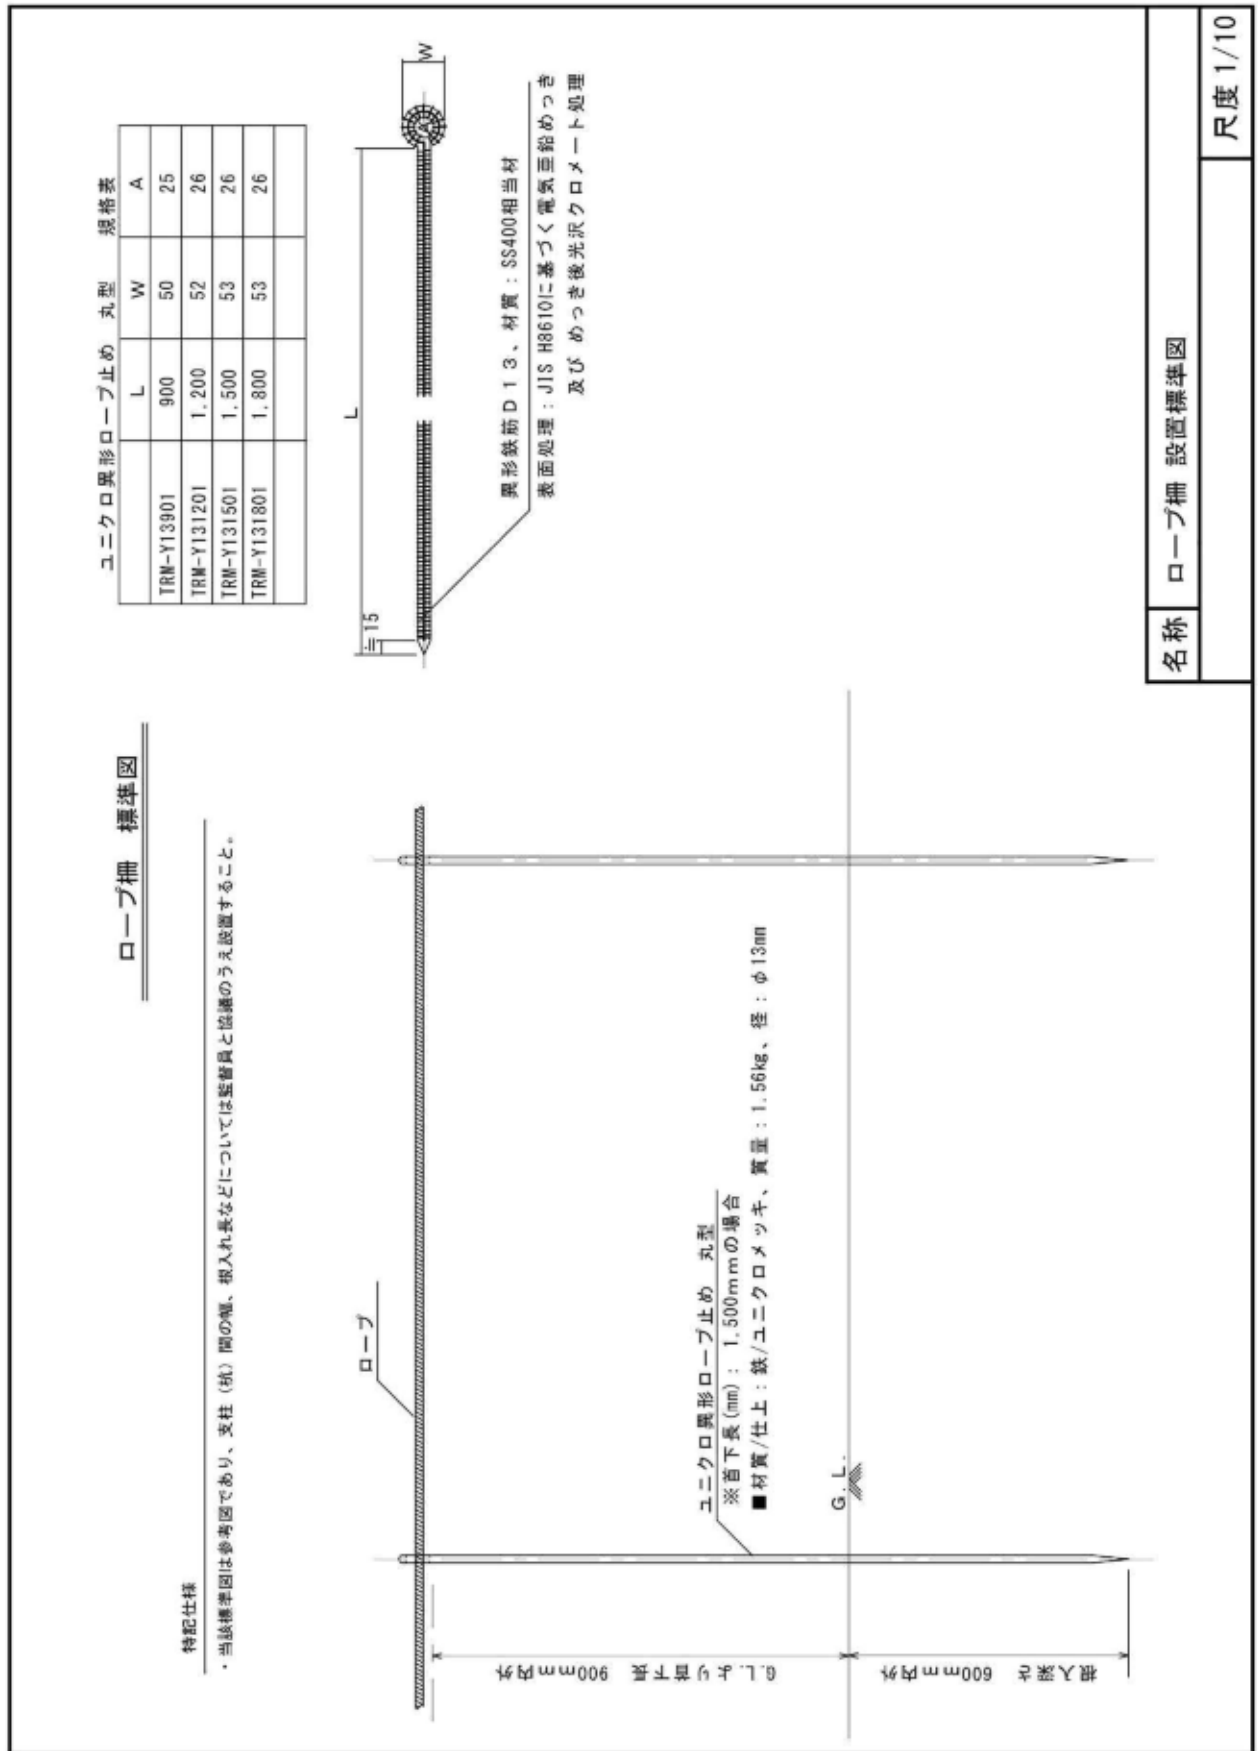 ロープ柵 標準図
特記仕様
・当該標準図は参考図であり、支柱（杭）間の幅、根入れ長などについては監督員と協議のうえ設置すること。
ロープ
ユニクロ異形ロープ止め 丸型
※首下長(mm)：1,500mmの場合
■材質/仕上：鉄/ユニクロメッキ、質量：1.56kg、径：φ13mm
G.L.
G.L.より首下長 900mm内外
根入深さ 600mm内外
ユニクロ異形ロープ止め 丸型 規格表
L W A
TRM-Y13901 900 50 25
TRM-Y131201 1,200 52 26
TRM-Y131501 1,500 53 26
TRM-Y131801 1,800 53 26
L
≒15
W
A
異形鉄筋D13、材質：SS400相当材
表面処理：JIS H8610に基づく電気亜鉛めっき
及び めっき後光沢クロメート処理
名称 ロープ柵 設置標準図
尺度 1/10